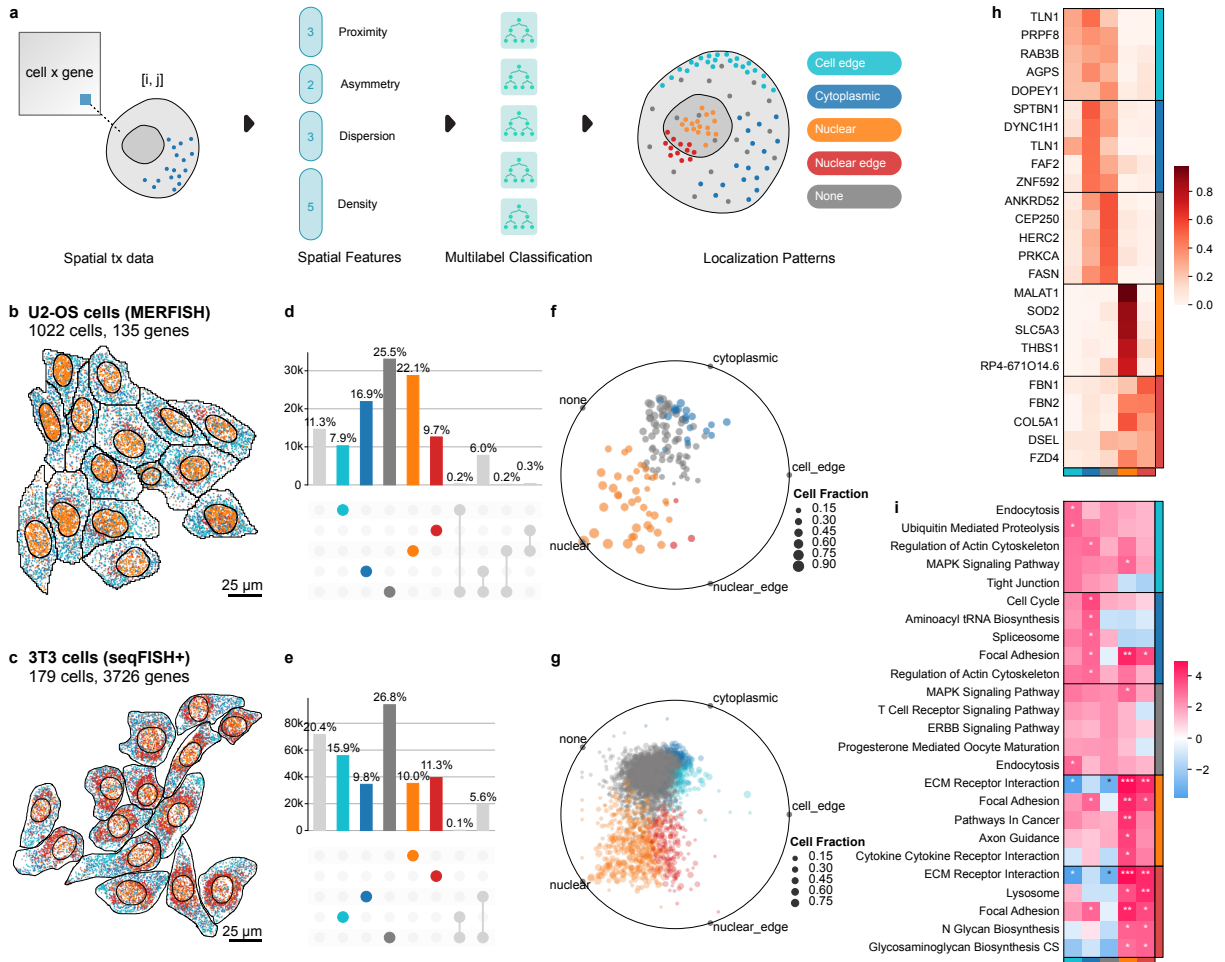 a
cell x gene
[i, j]
Spatial tx data
3
Proximity
2
Asymmetry
3
Dispersion
5
Density
Spatial Features
Multilabel Classification
Cell edge
Cytoplasmic
Nuclear
Nuclear edge
None
Localization Patterns
b U2-OS cells (MERFISH)
1022 cells, 135 genes
25 µm
c 3T3 cells (seqFISH+)
179 cells, 3726 genes
25 µm
d
30k
20k
10k
0
11.3%
7.9%
16.9%
25.5%
22.1%
9.7%
0.2%
6.0%
0.2%
0.3%
e
80k
60k
40k
20k
0
20.4%
15.9%
9.8%
26.8%
10.0%
11.3%
0.1%
5.6%
f
cytoplasmic
none
cell_edge
nuclear
nuclear_edge
Cell Fraction
0.15
0.30
0.45
0.60
0.75
0.90
g
cytoplasmic
none
cell_edge
nuclear
nuclear_edge
Cell Fraction
0.15
0.30
0.45
0.60
0.75
h
TLN1
PRPF8
RAB3B
AGPS
DOPEY1
SPTBN1
DYNC1H1
TLN1
FAF2
ZNF592
ANKRD52
CEP250
HERC2
PRKCA
FASN
MALAT1
SOD2
SLC5A3
THBS1
RP4-671O14.6
FBN1
FBN2
COL5A1
DSEL
FZD4
0.8
0.6
0.4
0.2
0.0
i
Endocytosis *
Ubiquitin Mediated Proteolysis *
Regulation of Actin Cytoskeleton *
MAPK Signaling Pathway *
Tight Junction
Cell Cycle *
Aminoacyl tRNA Biosynthesis *
Spliceosome *
Focal Adhesion * ** *
Regulation of Actin Cytoskeleton *
MAPK Signaling Pathway *
T Cell Receptor Signaling Pathway
ERBB Signaling Pathway
Progesterone Mediated Oocyte Maturation
Endocytosis *
ECM Receptor Interaction * * *** **
Focal Adhesion * ** *
Pathways In Cancer **
Axon Guidance *
Cytokine Cytokine Receptor Interaction *
ECM Receptor Interaction * * *** **
Lysosome * **
Focal Adhesion * ** *
N Glycan Biosynthesis * *
Glycosaminoglycan Biosynthesis CS * *
4
2
0
−2